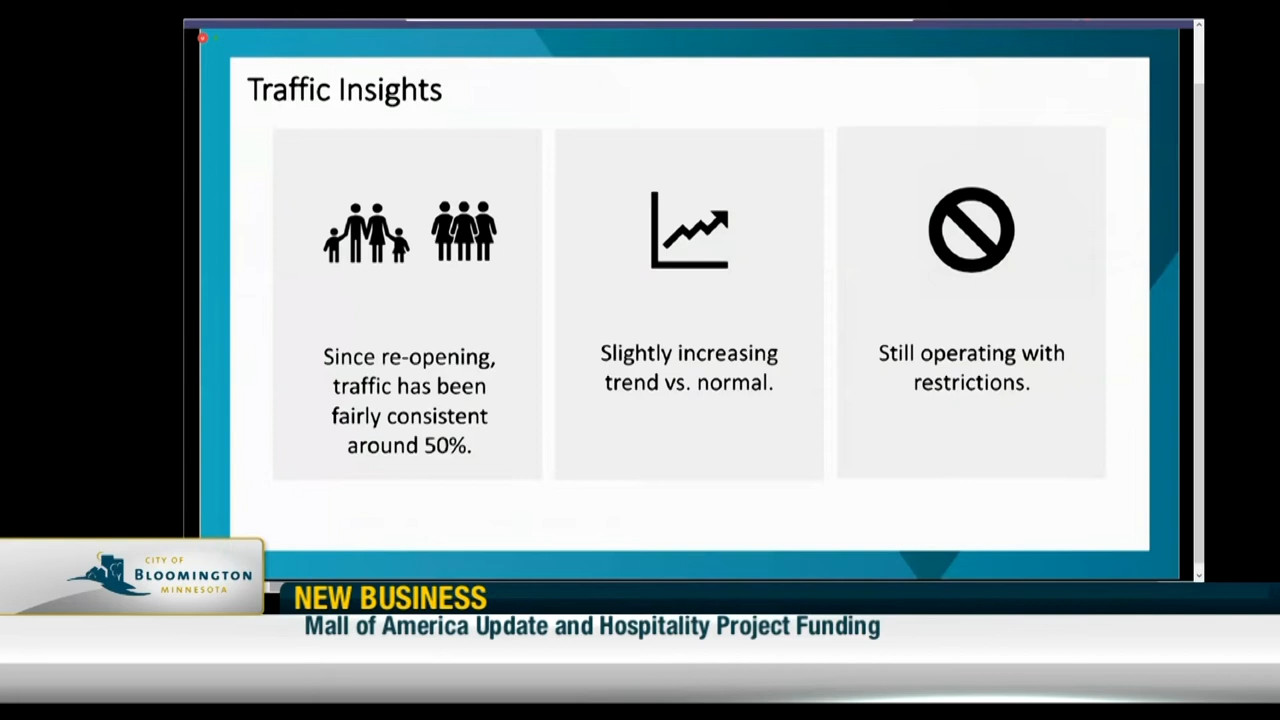 Traffic Insights
Since re-opening,
traffic has been
fairly consistent
around 50%.
Slightly increasing
trend vs. normal.
Still operating with
restrictions.
CITY OF
BLOOMINGTON
MINNESOTA
NEW BUSINESS
Mall of America Update and Hospitality Project Funding